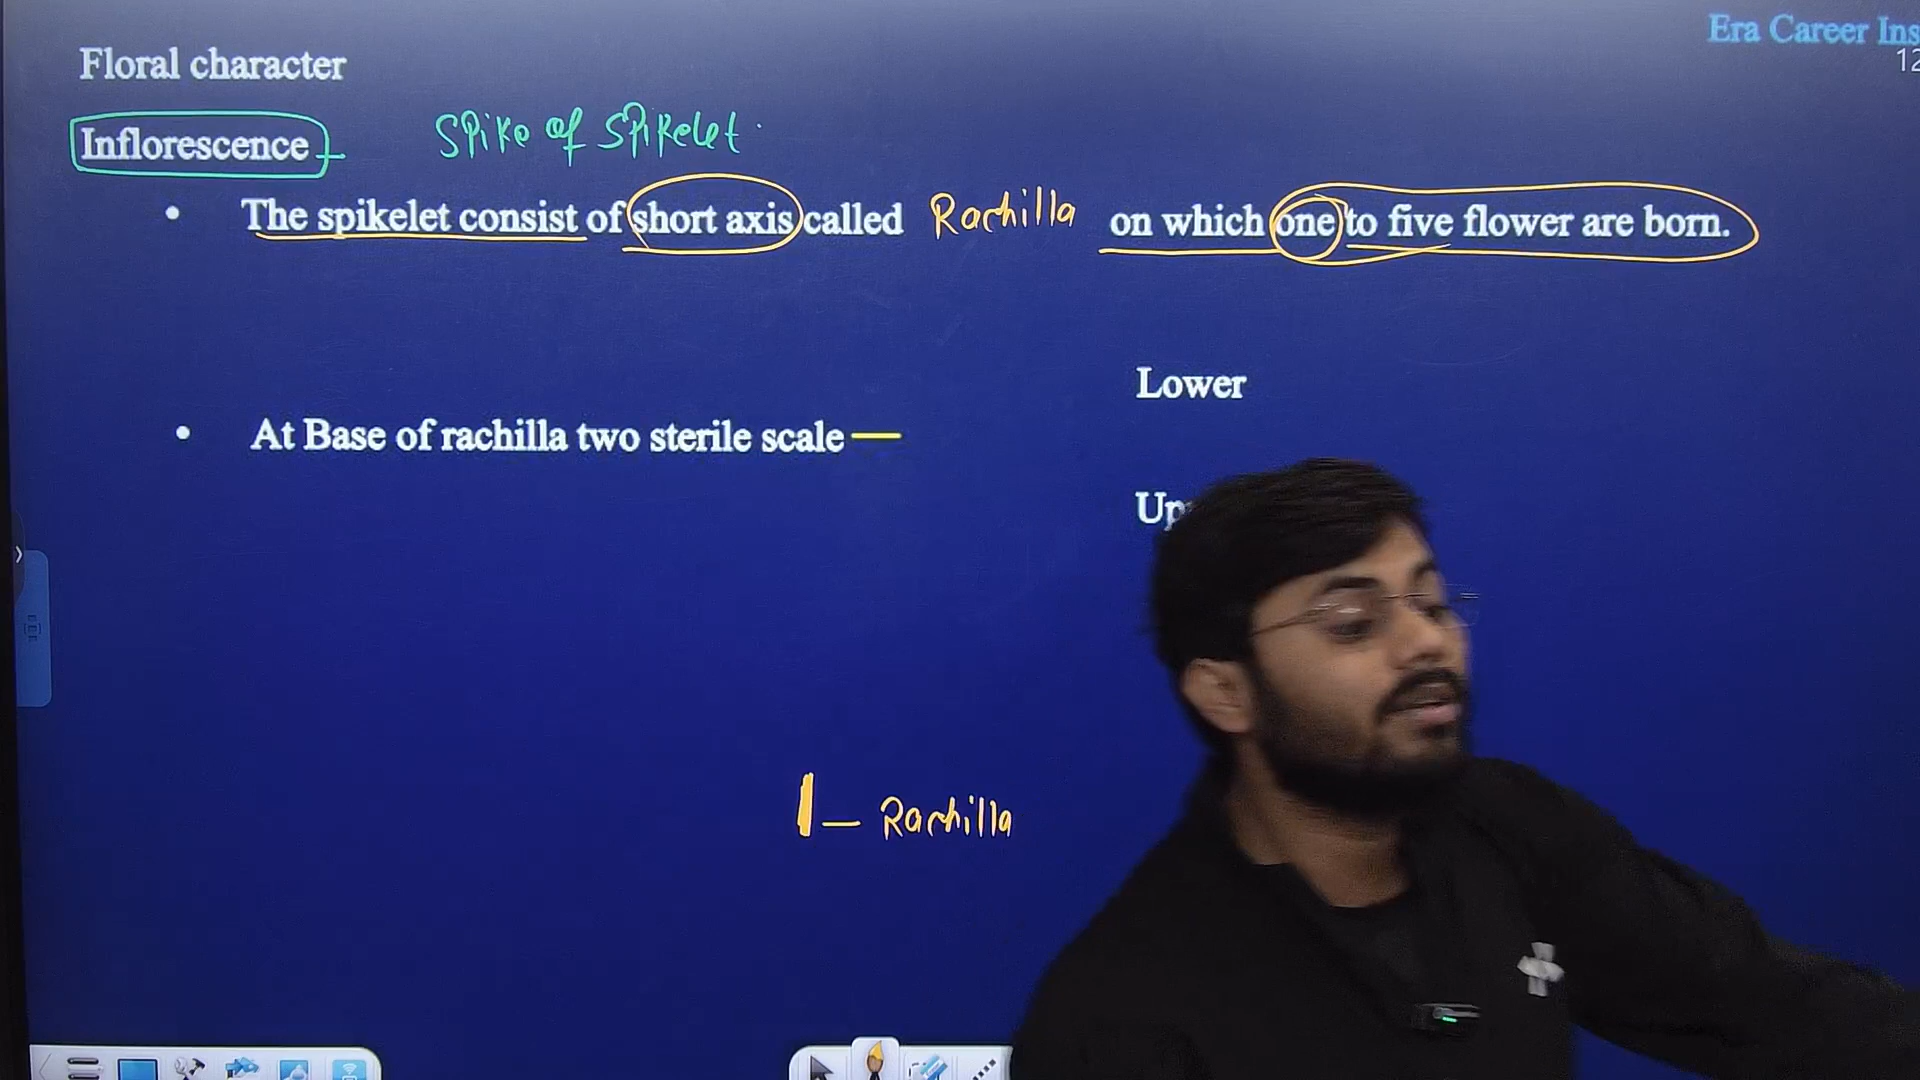 Era Career Ins
12
Floral character
Inflorescence - Spike of Spikelet.
• The spikelet consist of short axis called Rachilla on which one to five flower are born.
Lower
• At Base of rachilla two sterile scale —
Up
— Rachilla